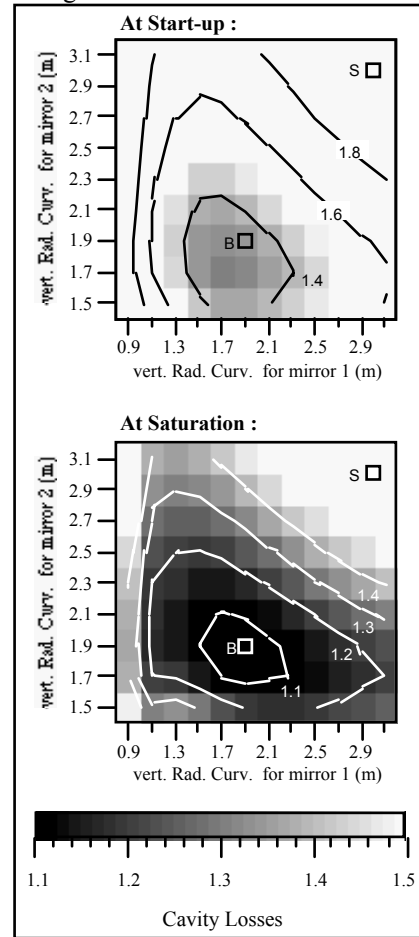 At Start-up :
vert. Rad. Curv. for mirror 2 (m)
3.1
2.9
2.7
2.5
2.3
2.1
1.9
1.7
1.5
S
1.8
1.6
B
1.4
0.9 1.3 1.7 2.1 2.5 2.9
vert. Rad. Curv. for mirror 1 (m)
At Saturation :
vert. Rad. Curv. for mirror 2 (m)
3.1
2.9
2.7
2.5
2.3
2.1
1.9
1.7
1.5
S
1.4
1.3
1.2
B
1.1
0.9 1.3 1.7 2.1 2.5 2.9
vert. Rad. Curv. for mirror 1 (m)
1.1 1.2 1.3 1.4 1.5
Cavity Losses